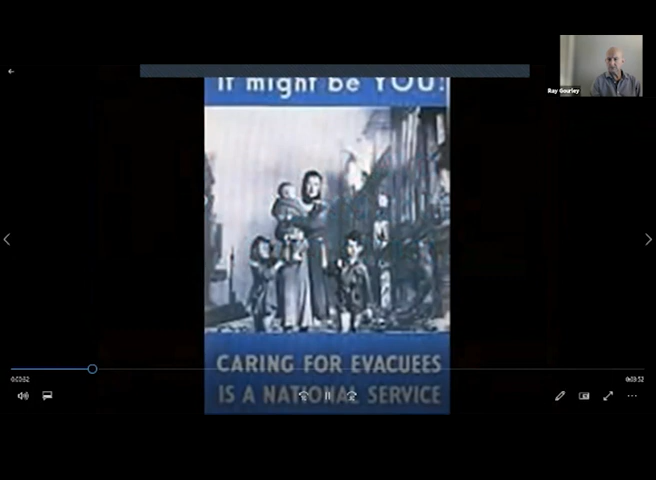 Ray Gourley
it might be YOU!
CARING FOR EVACUEES
IS A NATIONAL SERVICE